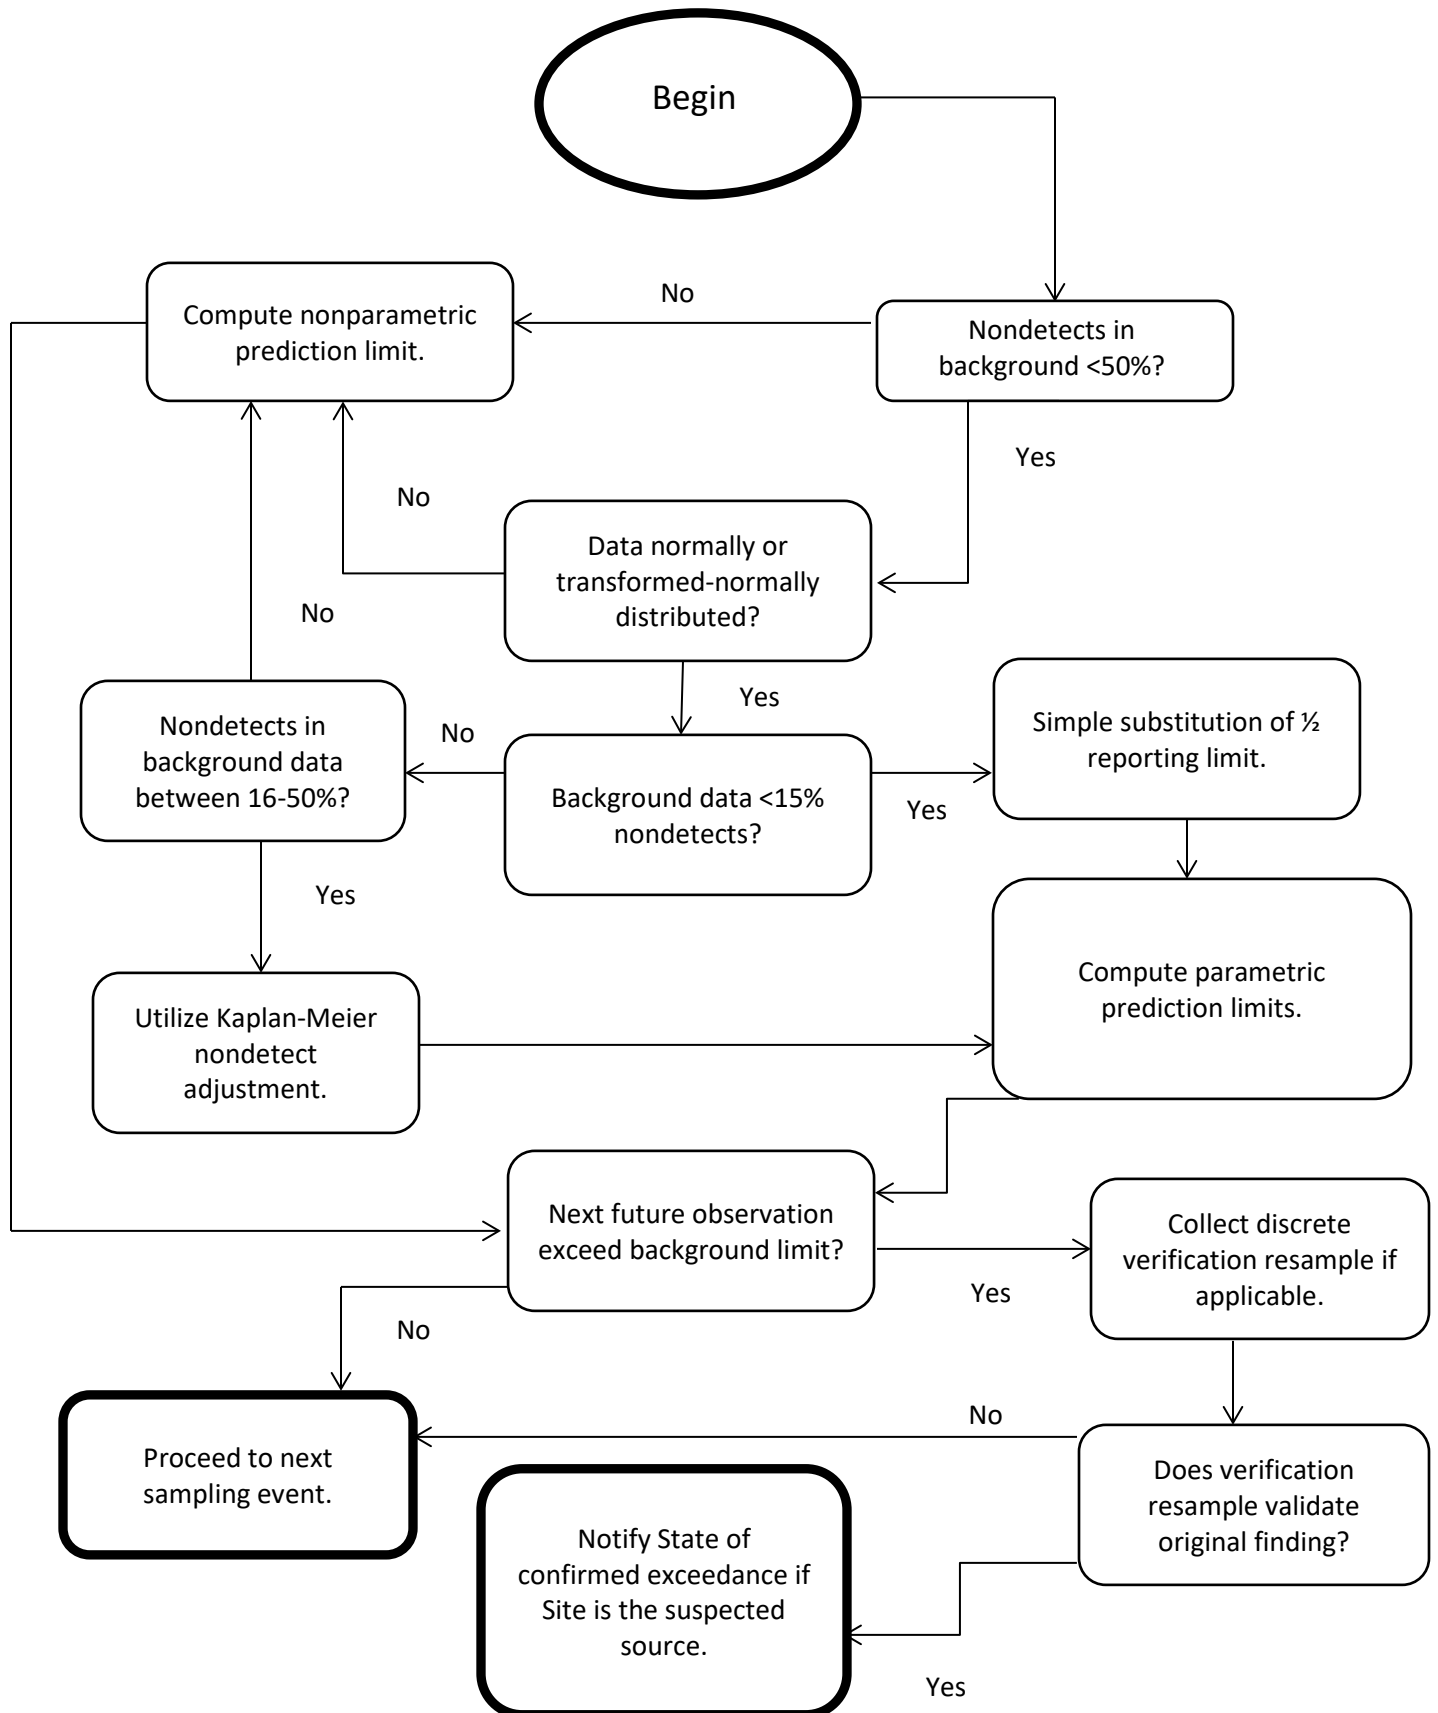 Begin
No
Compute nonparametric
prediction limit.
Nondetects in
background <50%?
Yes
No
Data normally or
transformed-normally
distributed?
No
Yes
Nondetects in
background data
between 16-50%?
No
Simple substitution of ½
reporting limit.
Background data <15%
nondetects?
Yes
Yes
Compute parametric
prediction limits.
Utilize Kaplan-Meier
nondetect
adjustment.
Next future observation
exceed background limit?
Collect discrete
verification resample if
applicable.
Yes
No
No
Proceed to next
sampling event.
Does verification
resample validate
original finding?
Notify State of
confirmed exceedance if
Site is the suspected
source.
Yes